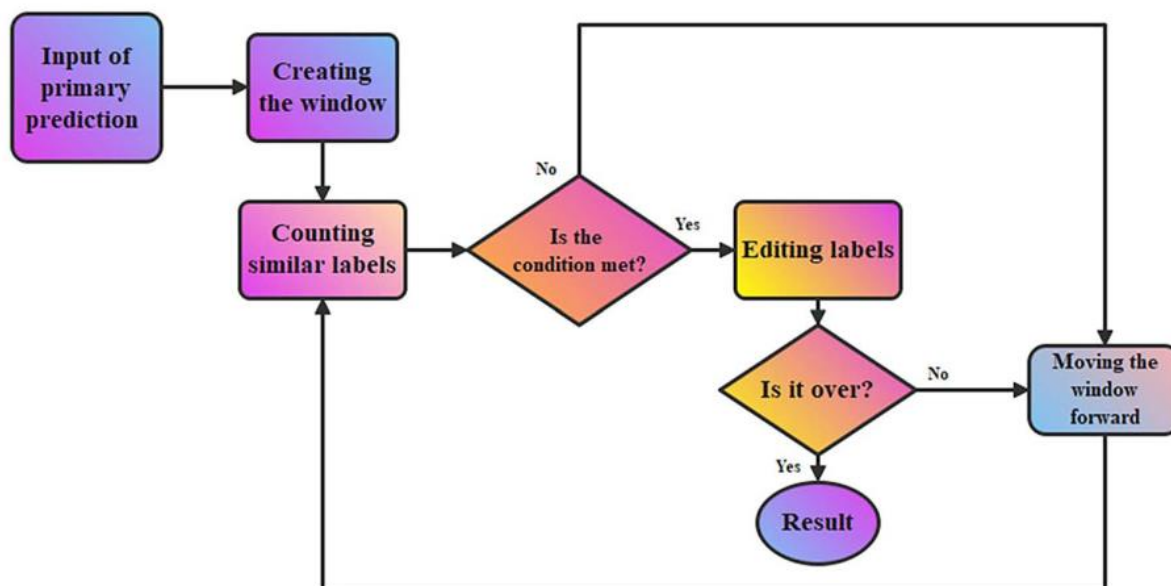 Input of
primary
prediction
Creating
the window
Counting
similar labels
No
Is the
condition met?
Yes
Editing labels
Is it over?
No
Moving the
window
forward
Yes
Result